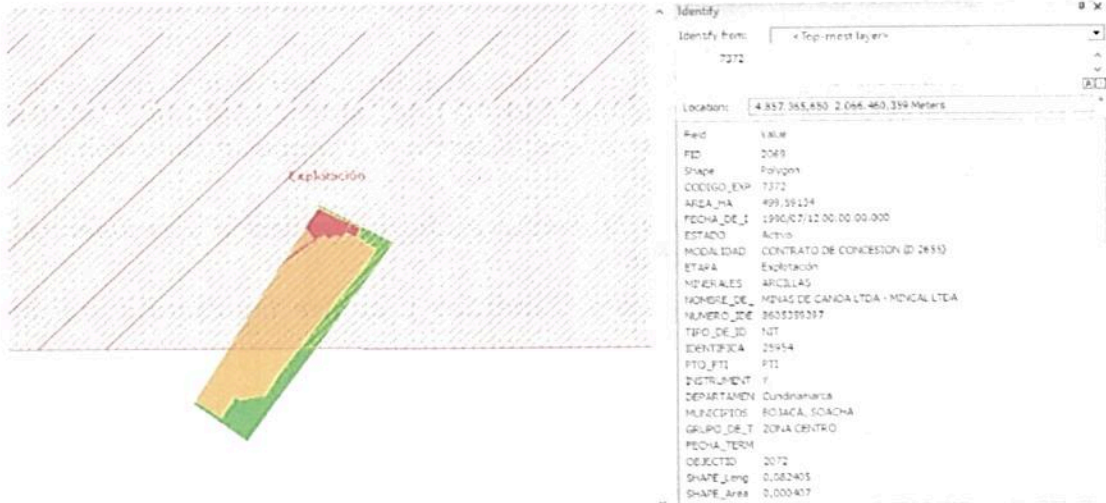 Explotación
Identify
Identify from: <Top-most layer>
7372
Location: 4.857.365,650 2.066.460,359 Meters
Field Value
FID 2069
Shape Polygon
CODIGO_EXP 7372
AREA_HA 499,59134
FECHA_DE_I 1990/07/12 00:00:00.000
ESTADO Activo
MODALIDAD CONTRATO DE CONCESION (D 2655)
ETAPA Explotación
MINERALES ARCILLAS
NOMBRE_DE_ MINAS DE CANOA LTDA - MINCAL LTDA
NUMERO_IDE
TIPO_DE_ID NIT
IDENTIFICA 25954
PTO_PTI PTI
INSTRUMENT Y
DEPARTAMEN Cundinamarca
MUNICIPIOS BOJACÁ, SOACHA
GRUPO_DE_T ZONA CENTRO
FECHA_TERM
OBJECTID 2072
SHAPE_Leng 0,082405
SHAPE_Area 0,000407